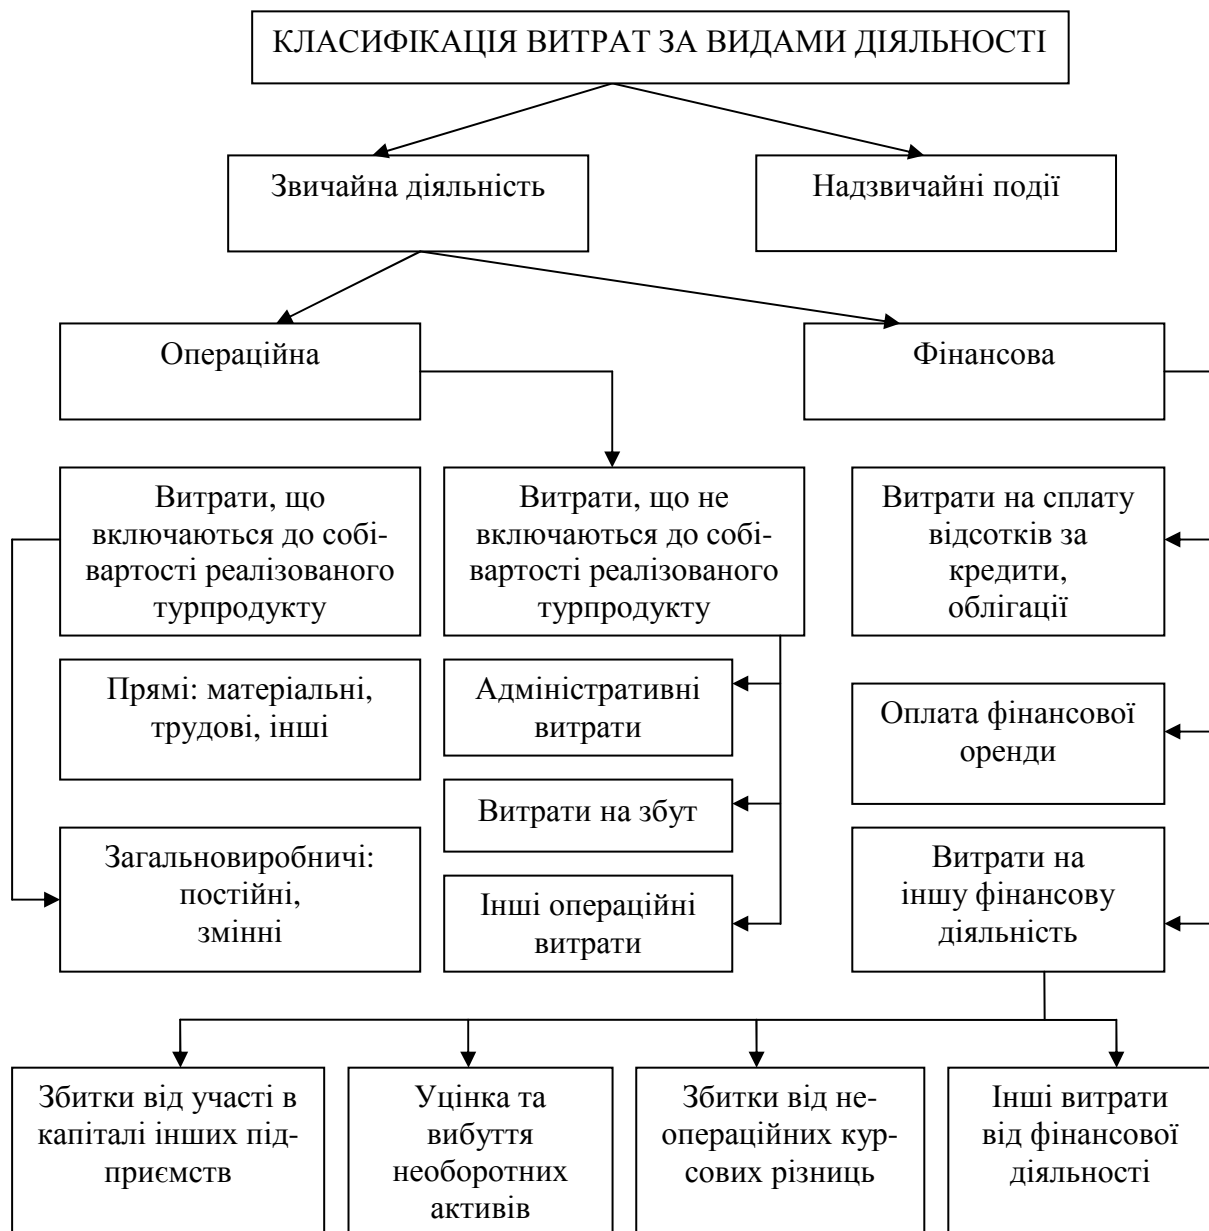 КЛАСИФІКАЦІЯ ВИТРАТ ЗА ВИДАМИ ДІЯЛЬНОСТІ
Звичайна діяльність
Надзвичайні події
Операційна
Фінансова
Витрати, що
включаються до собі-
вартості реалізованого
турпродукту
Витрати, що не
включаються до собі-
вартості реалізованого
турпродукту
Витрати на сплату
відсотків за
кредити,
облігації
Прямі: матеріальні,
трудові, інші
Адміністративні
витрати
Оплата фінансової
оренди
Витрати на збут
Загальновиробничі:
постійні,
змінні
Інші операційні
витрати
Витрати на
іншу фінансову
діяльність
Збитки від участі в
капіталі інших під-
приємств
Уцінка та
вибуття
необоротних
активів
Збитки від не-
операційних кур-
сових різниць
Інші витрати
від фінансової
діяльності